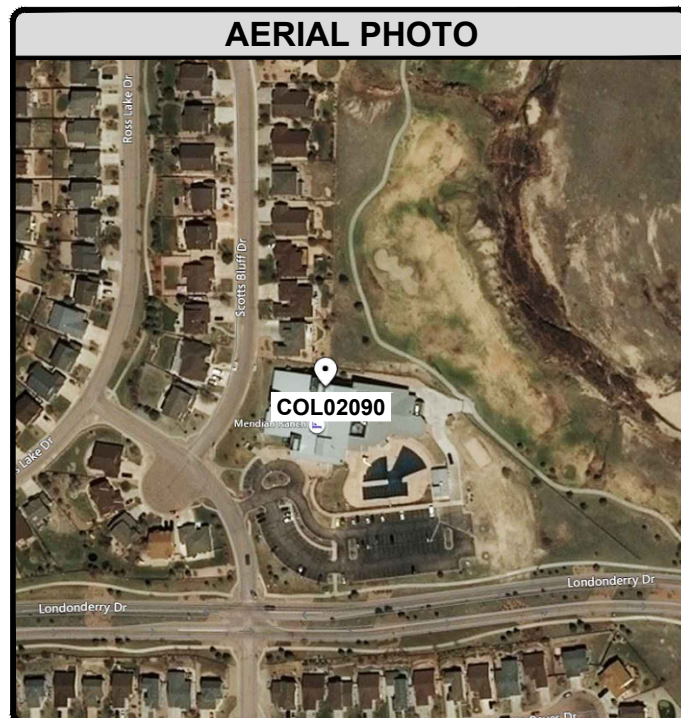 AERIAL PHOTO
Ross Lake Dr
Scotts Bluff Dr
COL02090
Meridian Ranch
s Lake Dr
Londonderry Dr
Londonderry Dr